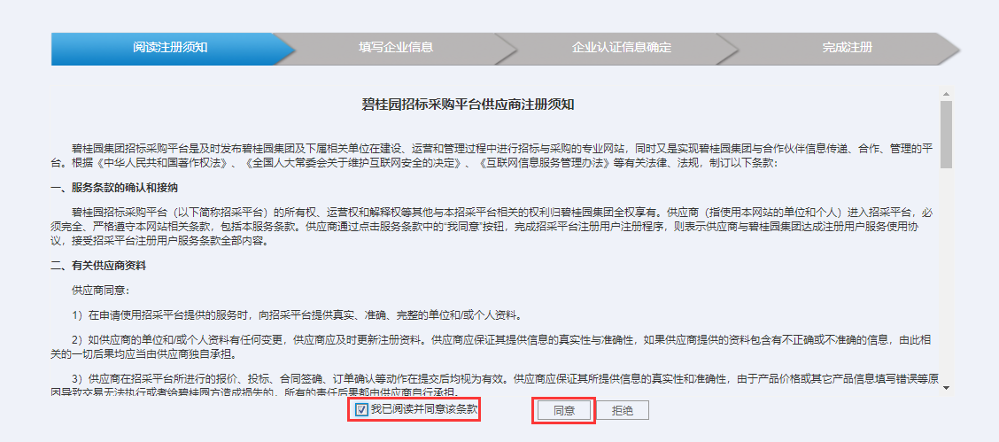 阅读注册须知 填写企业信息 企业认证信息确定 完成注册
碧桂园招标采购平台供应商注册须知
碧桂园集团招标采购平台是及时发布碧桂园集团及下属相关单位在建设、运营和管理过程中进行招标与采购的专业网站，同时又是实现碧桂园集团与合作伙伴信息传递、合作、管理的平
台。根据《中华人民共和国著作权法》、《全国人大常委会关于维护互联网安全的决定》、《互联网信息服务管理办法》等有关法律、法规，制订以下条款：
一、服务条款的确认和接纳
碧桂园招标采购平台（以下简称招采平台）的所有权、运营权和解释权等其他与本招采平台相关的权利归碧桂园集团全权享有。供应商（指使用本网站的单位和个人）进入招采平台，必
须完全、严格遵守本网站相关条款，包括本服务条款。供应商通过点击服务条款中的“我同意”按钮，完成招采平台注册用户注册程序，则表示供应商与碧桂园集团达成注册用户服务使用协
议，接受招采平台注册用户服务条款全部内容。
二、有关供应商资料
供应商同意：
1）在申请使用招采平台提供的服务时，向招采平台提供真实、准确、完整的单位和/或个人资料。
2）如供应商的单位和/或个人资料有任何变更，供应商应及时更新注册资料。供应商应保证其提供信息的真实性与准确性，如果供应商提供的资料包含有不正确或不准确的信息，由此相
关的一切后果均应当由供应商独自承担。
3）供应商在招采平台所进行的报价、投标、合同签确、订单确认等动作在提交后均视为有效。供应商应保证其所提供信息的真实性和准确性，由于产品价格或其它产品信息填写错误等原
因导致交易无法执行或者给碧桂园方造成损失的，所有的责任后果都由供应商自行承担。
我已阅读并同意该条款 同意 拒绝